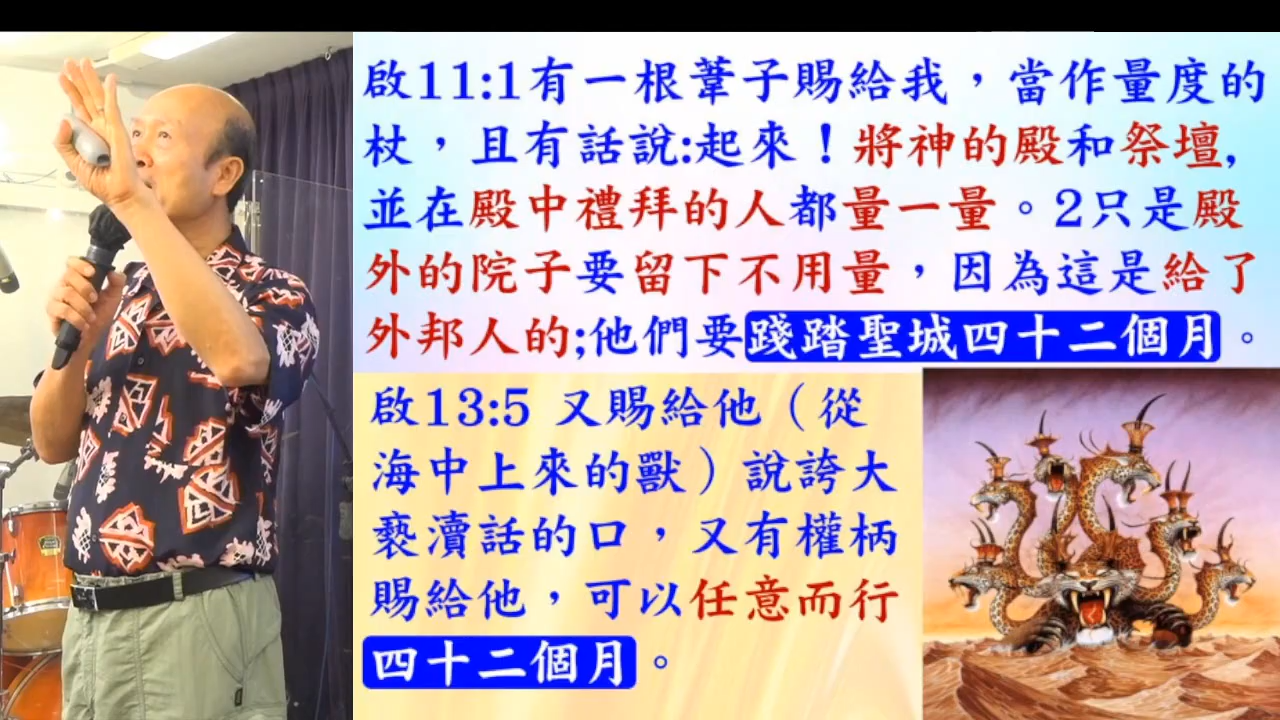 啟11:1有一根葦子賜給我，當作量度的
杖，且有話說:起來！將神的殿和祭壇,
並在殿中禮拜的人都量一量。2只是殿
外的院子要留下不用量，因為這是給了
外邦人的;他們要踐踏聖城四十二個月。
啟13:5 又賜給他（從
海中上來的獸）說誇大
褻瀆話的口，又有權柄
賜給他，可以任意而行
四十二個月。